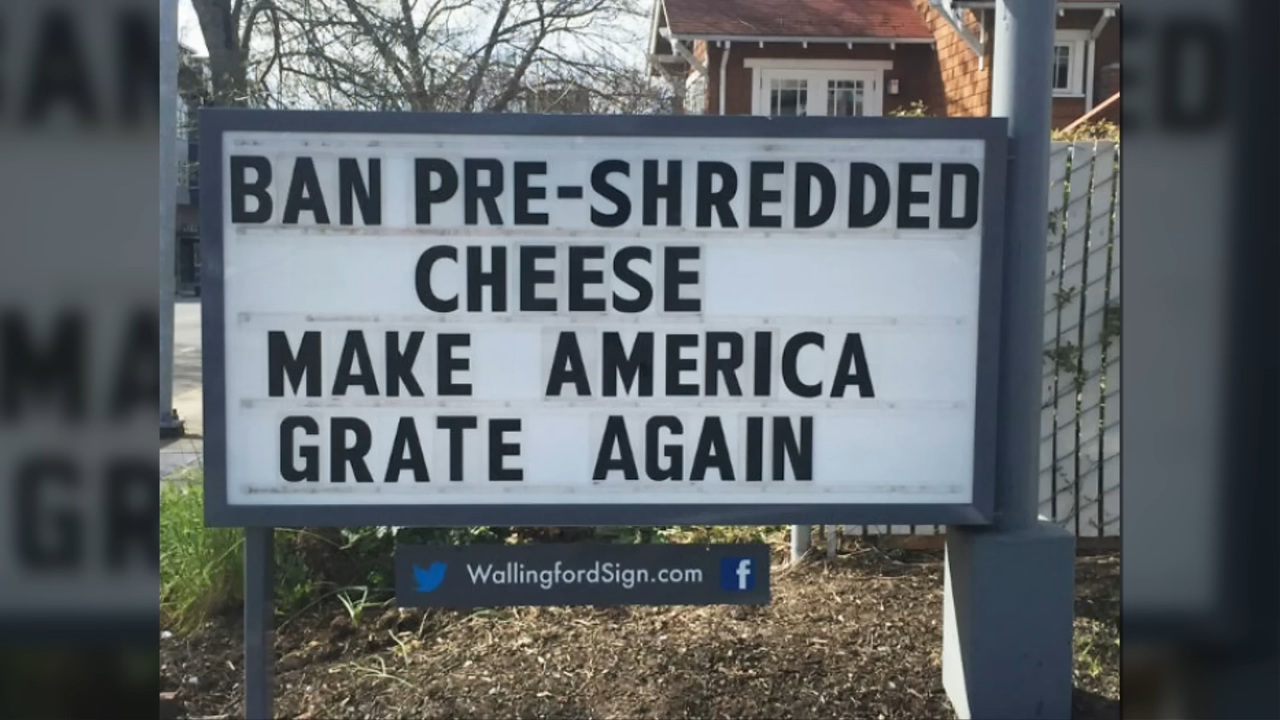 BAN PRE-SHREDDED
CHEESE
MAKE AMERICA
GRATE AGAIN
WallingfordSign.com